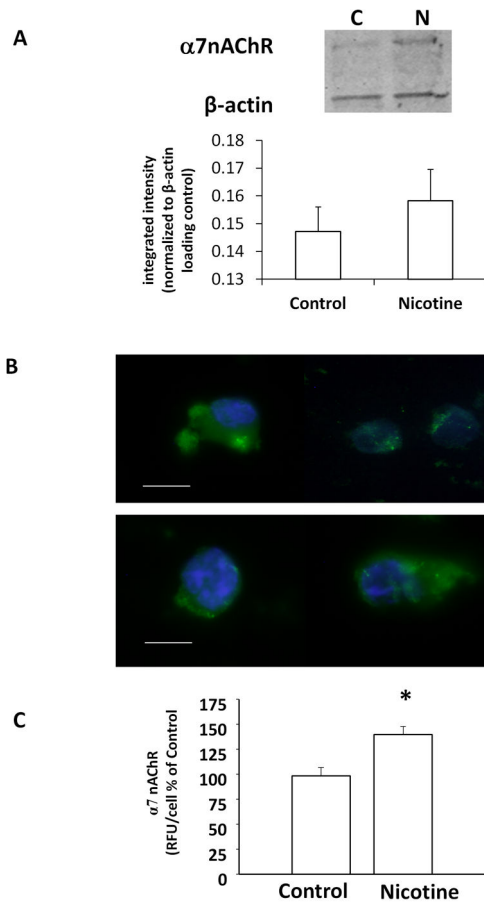 A
C N
α7nAChR
β-actin
integrated intensity
(normalized to β-actin
loading control)
0.18
0.17
0.16
0.15
0.14
0.13
Control Nicotine
B
C
α7 nAChR
(RFU/cell % of Control
175
150
125
100
75
50
25
0
*
Control Nicotine